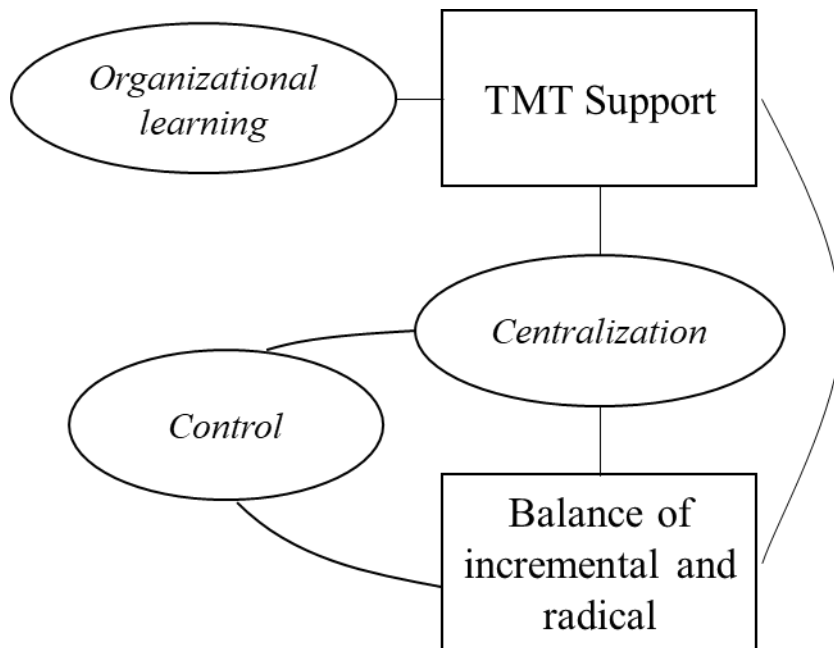 Organizational
learning
TMT Support
Centralization
Control
Balance of
incremental and
radical